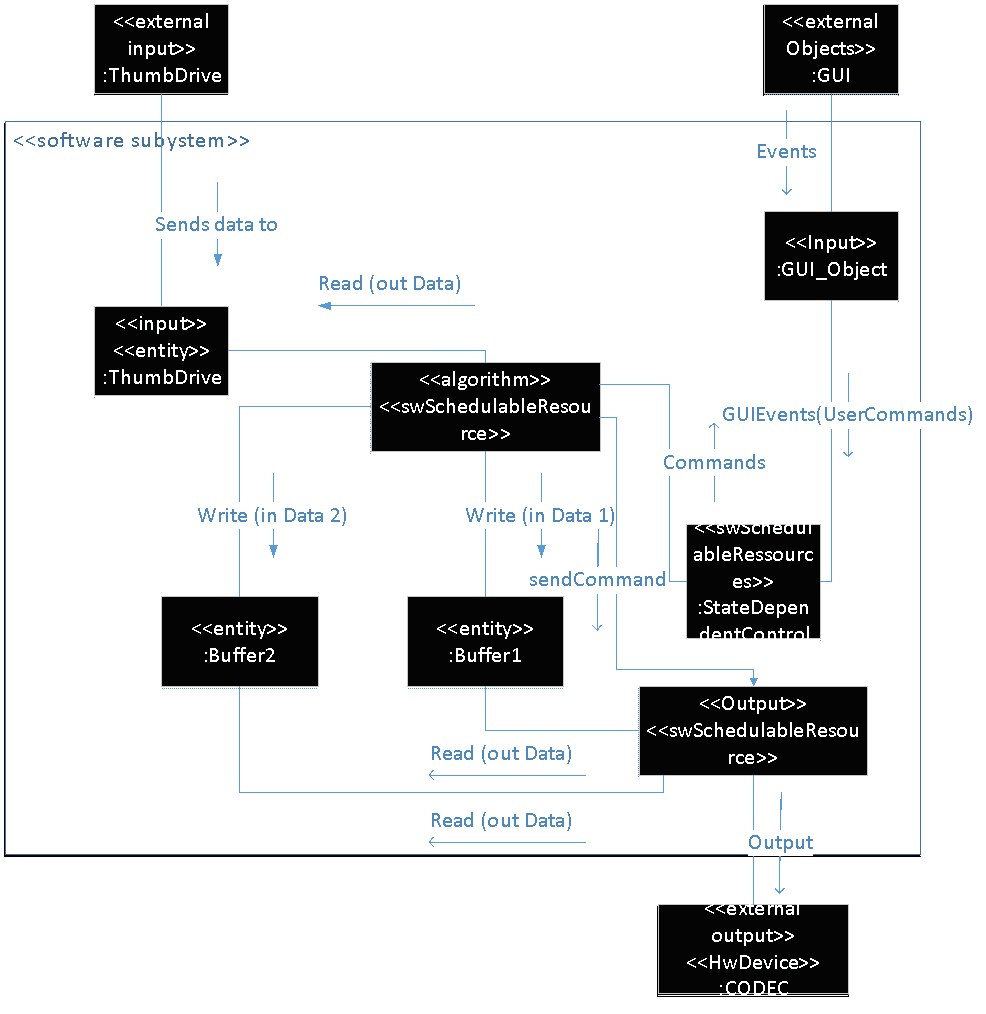 <<external
input>>
:ThumbDrive
<<external
Objects>>
:GUI
<<software subystem>>
Events
Sends data to
<<Input>>
:GUI_Object
Read (out Data)
<<input>>
<<entity>>
:ThumbDrive
<<algorithm>>
<<swSchedulableResou
rce>>
GUIEvents(UserCommands)
Commands
Write (in Data 2)
Write (in Data 1)
<<swSchedul
ableRessourc
es>>
:StateDepen
dentControl
sendCommand
<<entity>>
:Buffer2
<<entity>>
:Buffer1
<<Output>>
<<swSchedulableResou
rce>>
Read (out Data)
Read (out Data)
Output
<<external
output>>
<<HwDevice>>
:CODEC